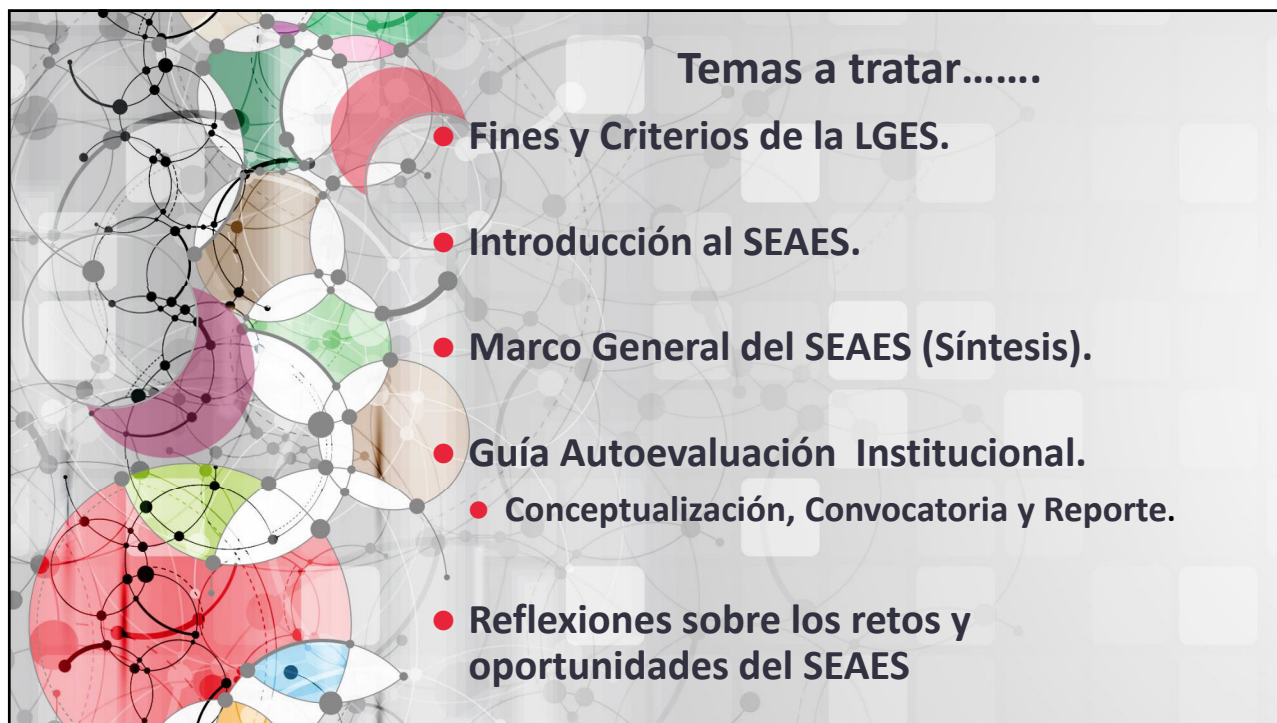 Temas a tratar…….
● Fines y Criterios de la LGES.
● Introducción al SEAES.
● Marco General del SEAES (Síntesis).
● Guía Autoevaluación  Institucional.
● Conceptualización, Convocatoria y Reporte.
● Reflexiones sobre los retos y
oportunidades del SEAES